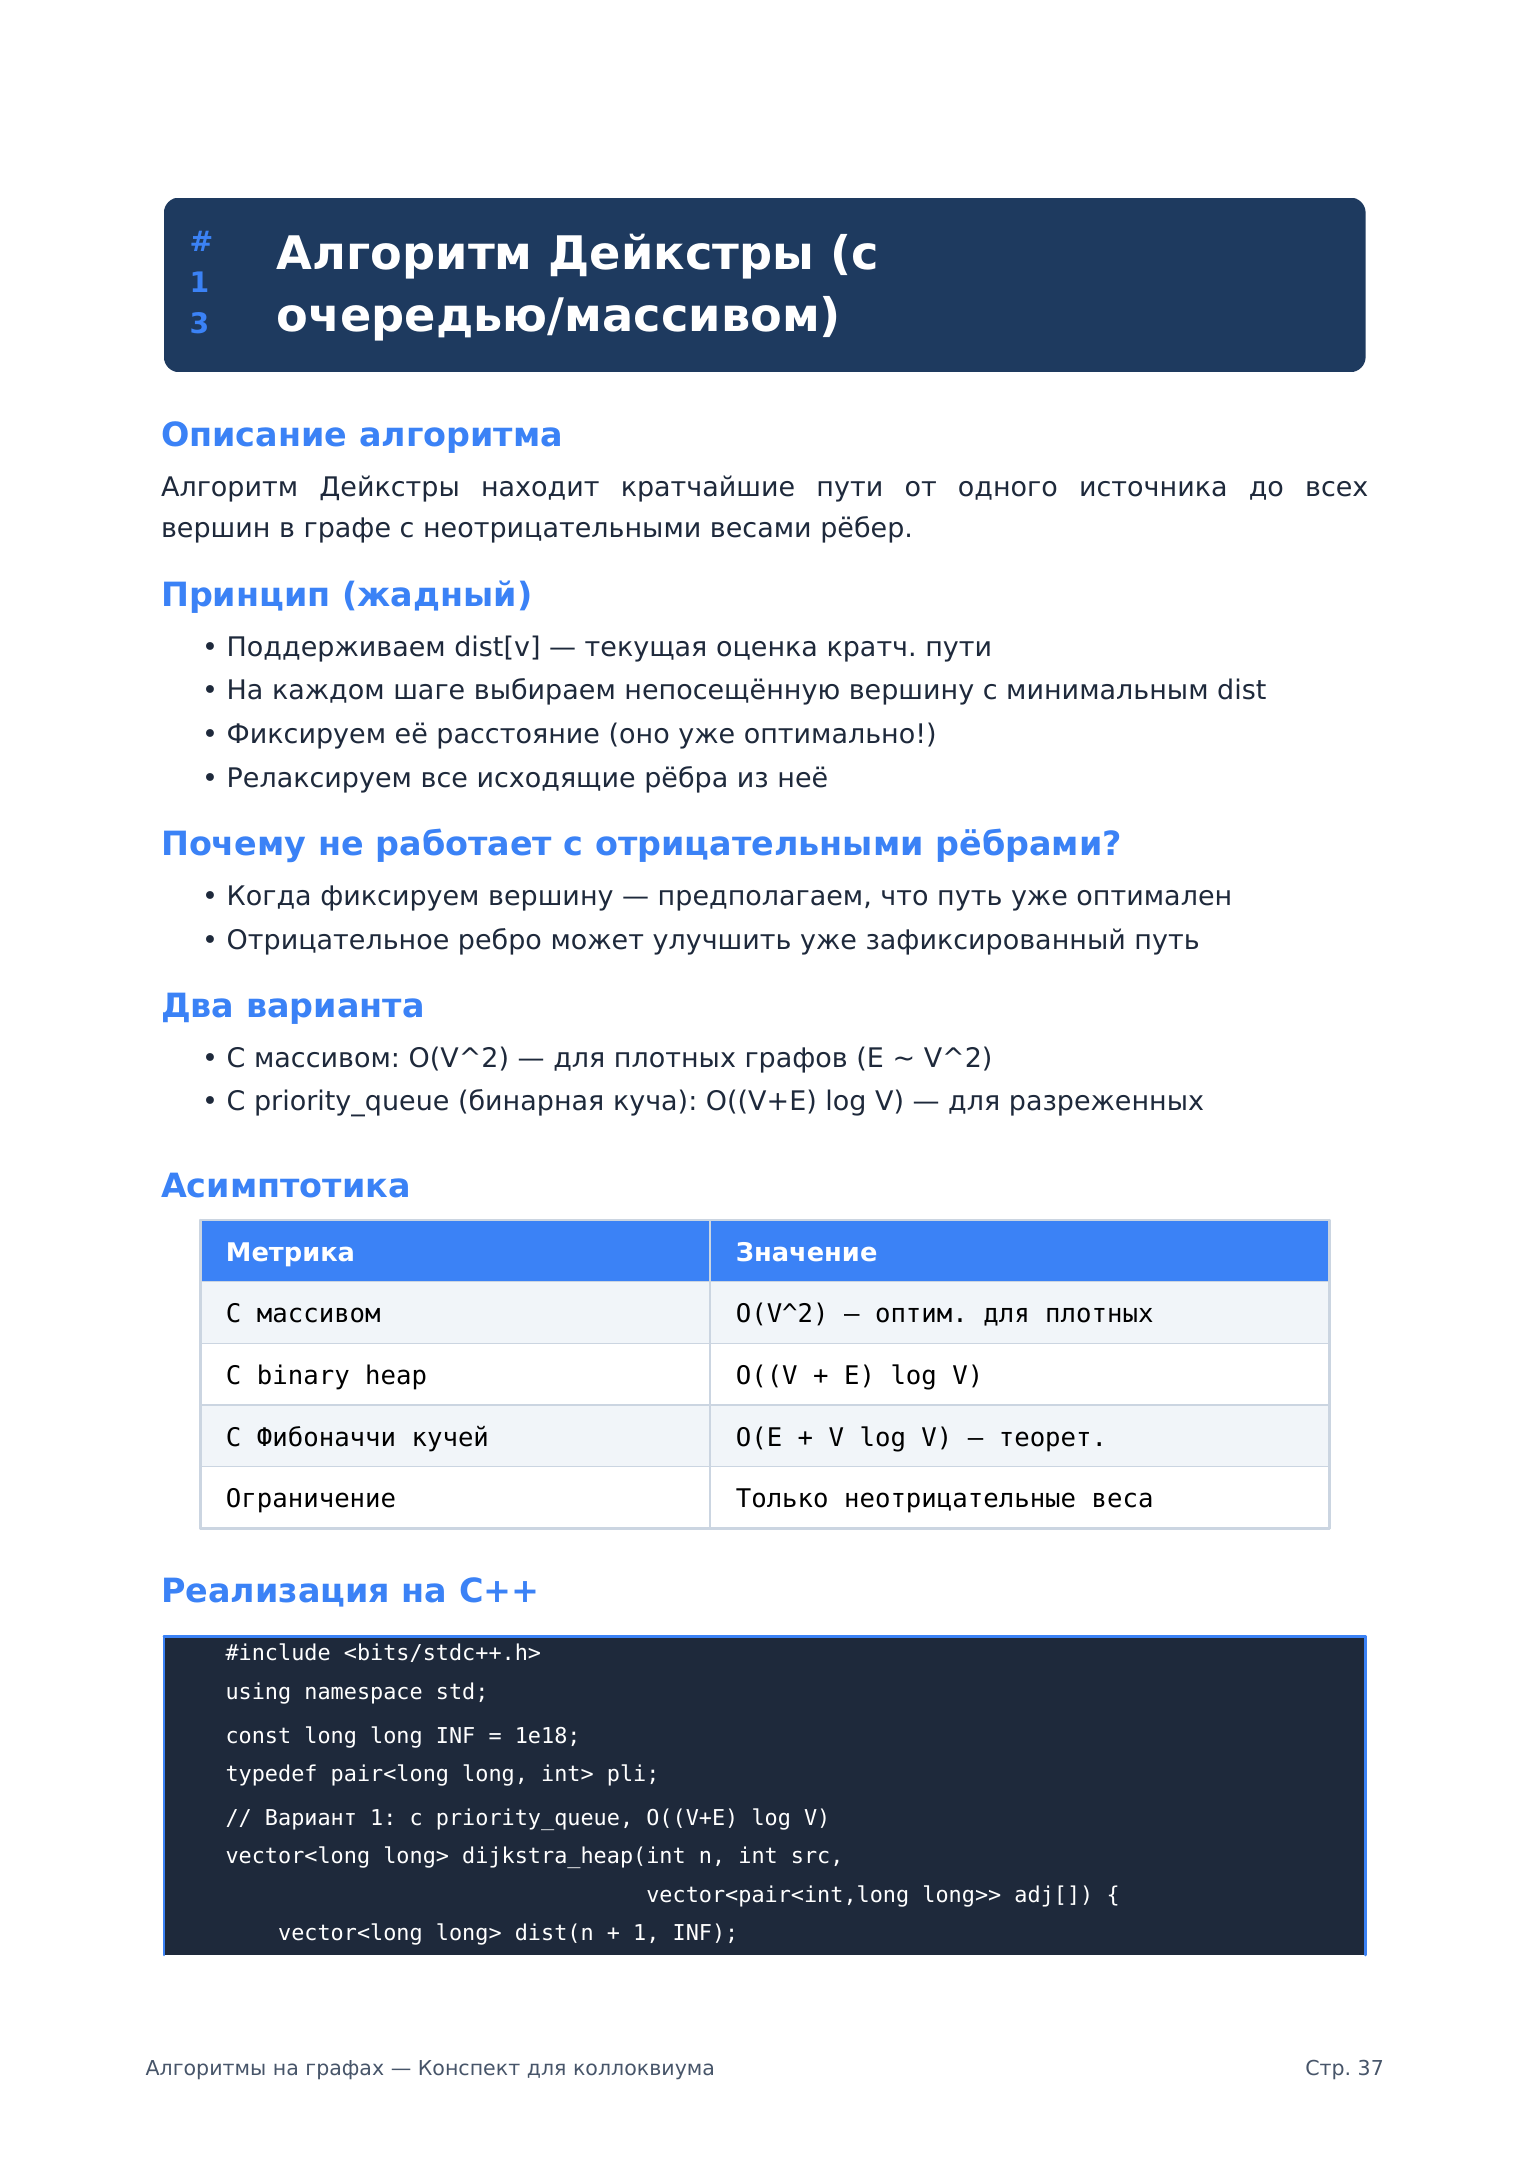 #
1
3
Алгоритм Дейкстры (с
очередью/массивом)
Описание алгоритма
Алгоритм Дейкстры находит кратчайшие пути от одного источника до всех
вершин в графе с неотрицательными весами рёбер.
Принцип (жадный)
• Поддерживаем dist[v] — текущая оценка кратч. пути
• На каждом шаге выбираем непосещённую вершину с минимальным dist
• Фиксируем её расстояние (оно уже оптимально!)
• Релаксируем все исходящие рёбра из неё
Почему не работает с отрицательными рёбрами?
• Когда фиксируем вершину — предполагаем, что путь уже оптимален
• Отрицательное ребро может улучшить уже зафиксированный путь
Два варианта
• С массивом: O(V^2) — для плотных графов (E ~ V^2)
• С priority_queue (бинарная куча): O((V+E) log V) — для разреженных
Асимптотика
Метрика Значение
С массивом O(V^2) — оптим. для плотных
С binary heap O((V + E) log V)
С Фибоначчи кучей O(E + V log V) — теорет.
Ограничение Только неотрицательные веса
Реализация на C++
#include <bits/stdc++.h>
using namespace std;
const long long INF = 1e18;
typedef pair<long long, int> pli;
// Вариант 1: с priority_queue, O((V+E) log V)
vector<long long> dijkstra_heap(int n, int src,
vector<pair<int,long long>> adj[]) {
vector<long long> dist(n + 1, INF);
Алгоритмы на графах — Конспект для коллоквиума Стр. 37